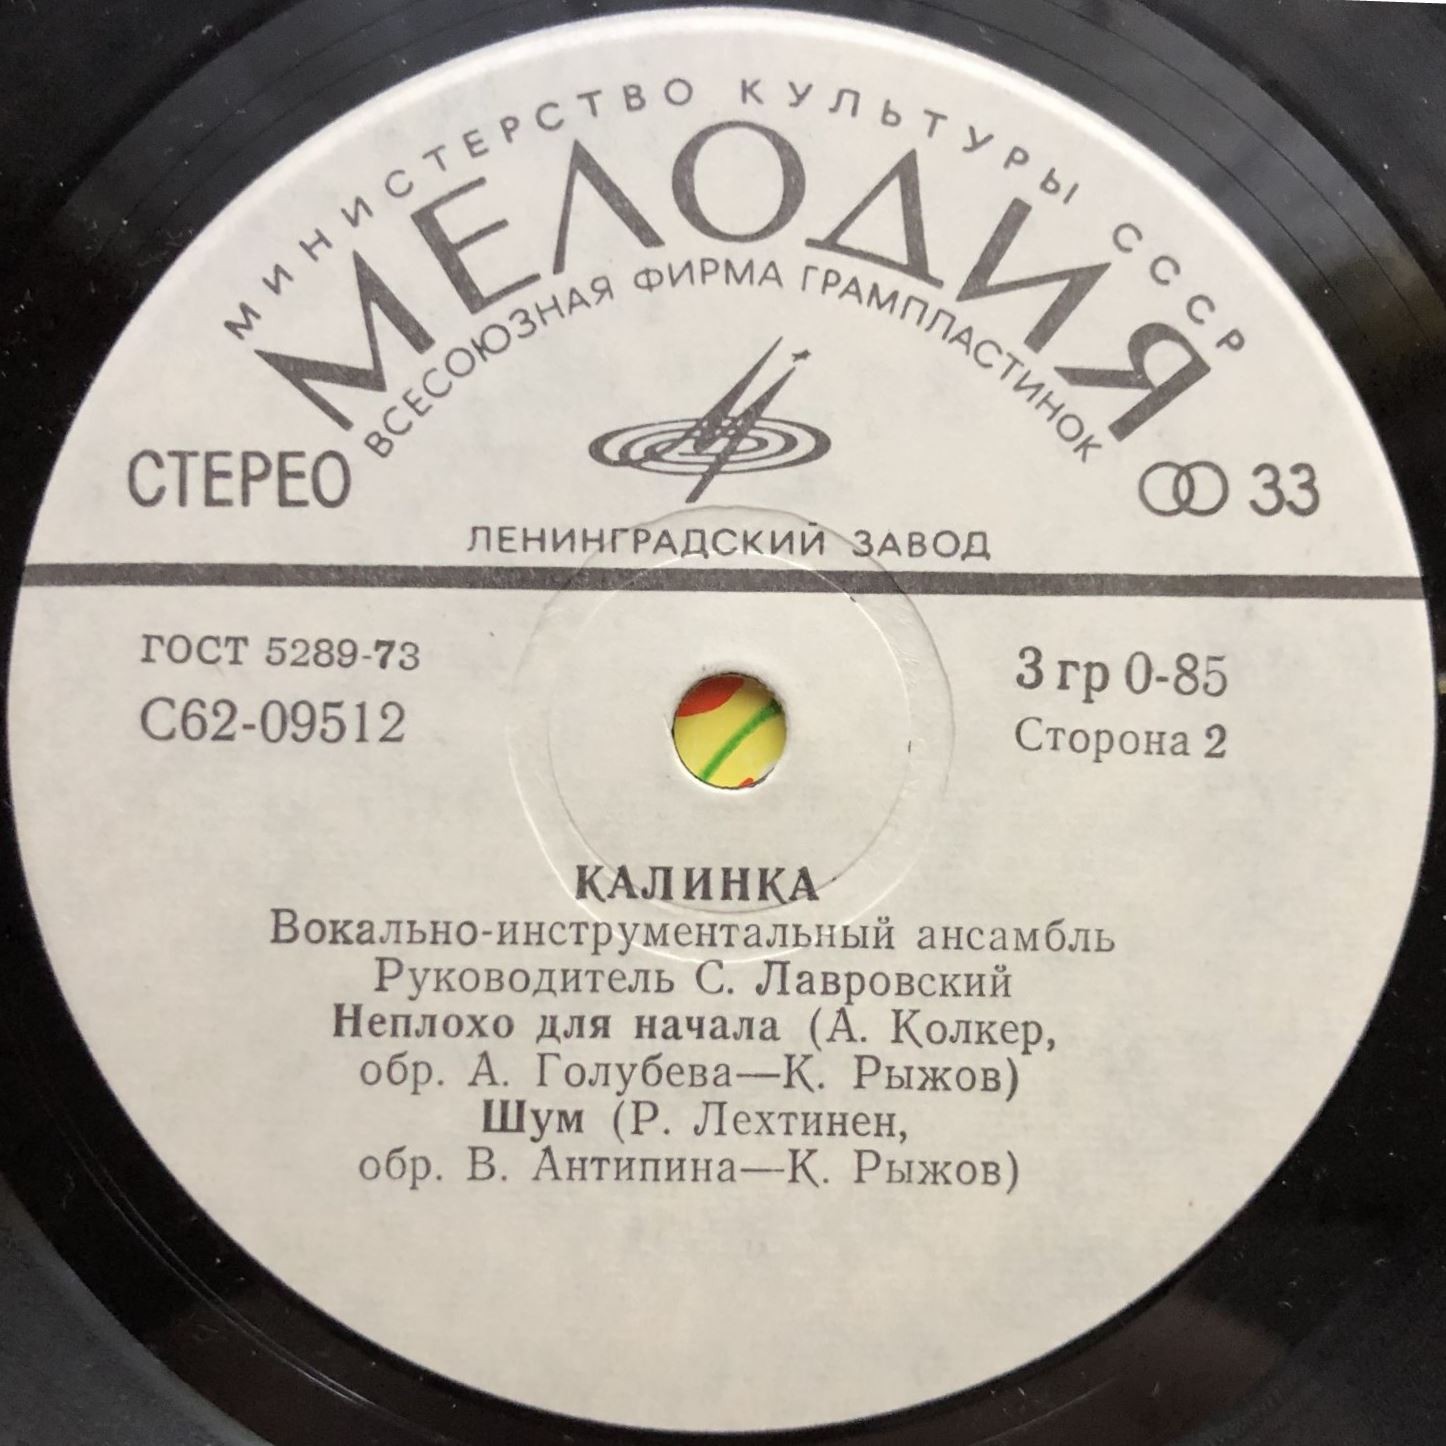 МИНИСТЕРСТВО КУЛЬТУРЫ СССР
МЕЛОДИЯ
ВСЕСОЮЗНАЯ ФИРМА ГРАМПЛАСТИНОК
СТЕРЕО
33
ЛЕНИНГРАДСКИЙ ЗАВОД
ГОСТ 5289-73
3 гр 0-85
С62-09512
Сторона 2
КАЛИНКА
Вокально-инструментальный ансамбль
Руководитель С. Лавровский
Неплохо для начала (А. Колкер,
обр. А. Голубева—К. Рыжов)
Шум (Р. Лехтинен,
обр. В. Антипина—К. Рыжов)